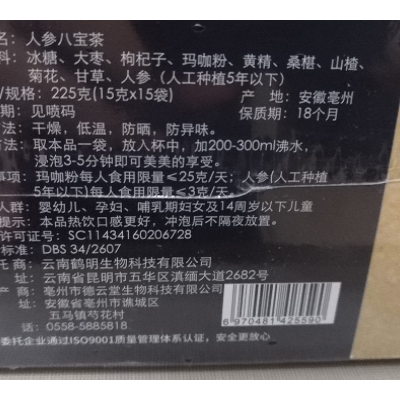 名：人参八宝茶
料：冰糖、大枣、枸杞子、玛咖粉、黄精、桑椹、山楂、
菊花、甘草、人参（人工种植5年以下）
/规格：225克(15克×15袋) 产 地：安徽亳州
期：见喷码 保质期：18个月
法：干燥，低温，防晒，防异味。
方法：取本品一袋，放入杯中，加200-300ml沸水，
浸泡3-5分钟即可美美的享受。
事项：玛咖粉每人食用限量≤25克/天；人参(人工种植
5年以下)每人食用限量≤3克/天；
人群：婴幼儿、孕妇、哺乳期妇女及14周岁以下儿童
提示：本品热饮口感更好，冲泡后不隔夜放置。
许可证号：SC11434160206728
标准：DBS 34/2607
托 商：云南鹤明生物科技有限公司
址：云南省昆明市五华区滇缅大道2682号
产 商：亳州市德云堂生物科技有限公司
址：安徽省亳州市谯城区
五马镇芍花村
话：0558-5885818
6970481425590
委托企业通过ISO9001质量管理体系认证，安全更放心